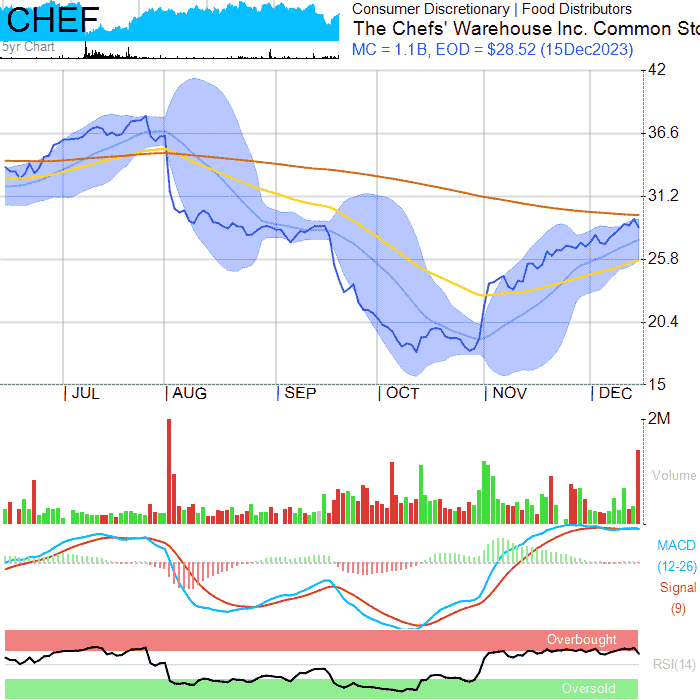 CHEF
5yr Chart
Consumer Discretionary | Food Distributors
The Chefs' Warehouse Inc. Common Sto
MC = 1.1B, EOD = $28.52 (15Dec2023)
42
36.6
31.2
25.8
20.4
15
| JUL | AUG | SEP | OCT | NOV | DEC
2M
Volume
MACD
(12-26)
Signal
(9)
Overbought
RSI(14)
Oversold